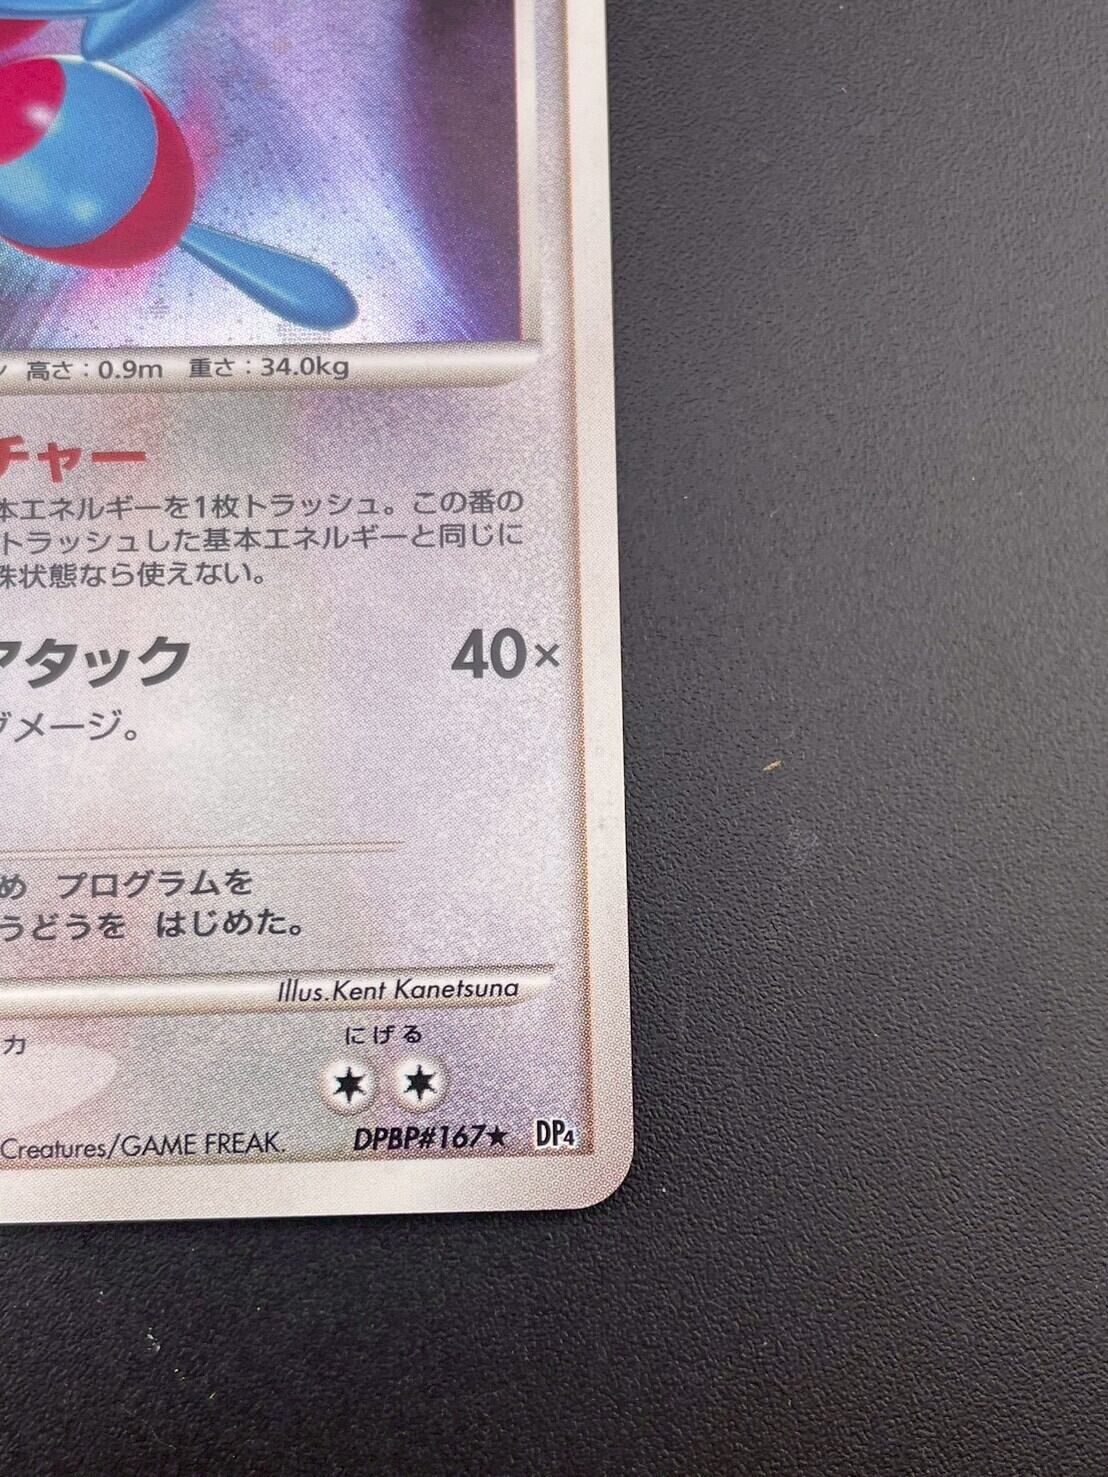 高さ：0.9m 重さ：34.0kg
チャー
本エネルギーを1枚トラッシュ。この番の
トラッシュした基本エネルギーと同じに
殊状態なら使えない。
アタック 40×
ダメージ。
め プログラムを
うどうを はじめた。
Illus.Kent Kanetsuna
力
にげる
Creatures/GAME FREAK. DPBP#167★ DP4